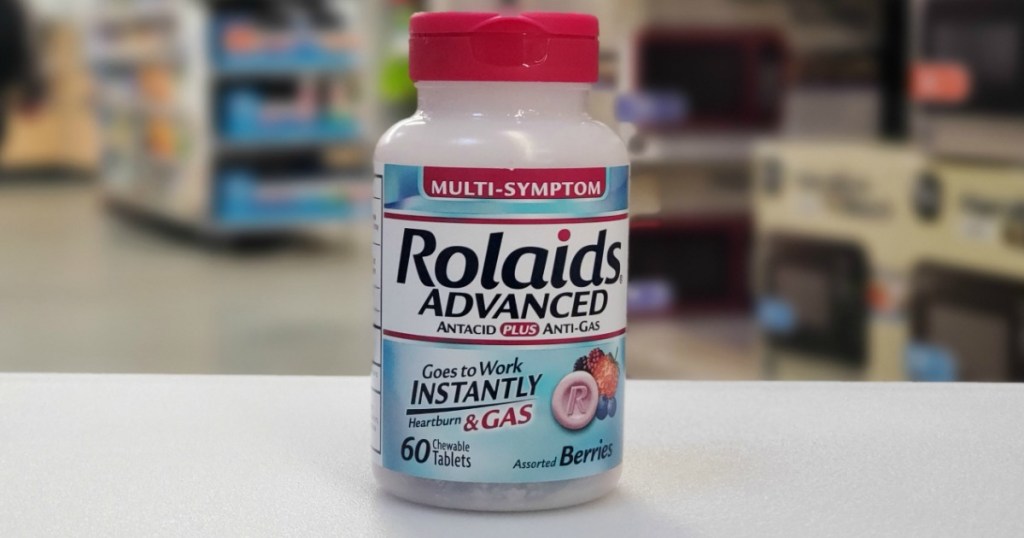 MULTI-SYMPTOM
Rolaids®
ADVANCED
ANTACID PLUS ANTI-GAS
Goes to Work
INSTANTLY
Heartburn & GAS
R
60 Chewable
Tablets
Assorted Berries